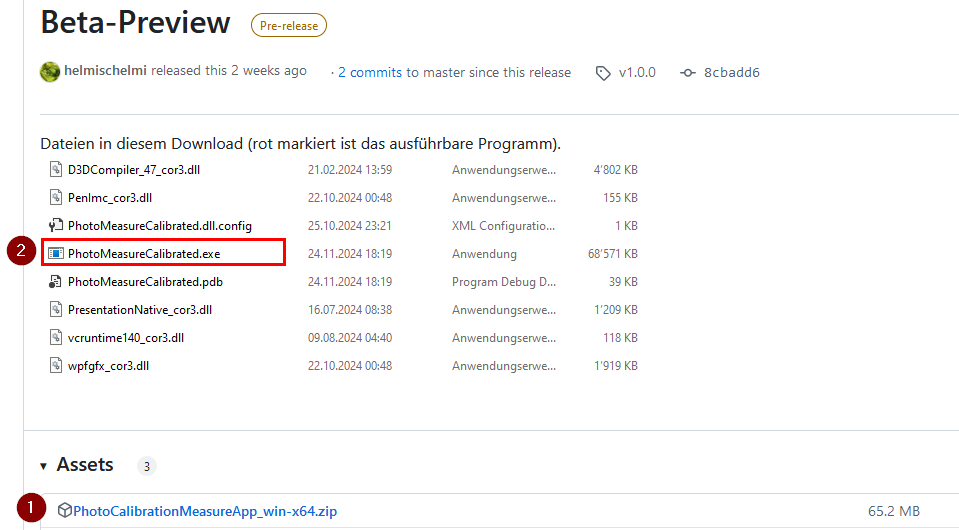 Beta-Preview Pre-release
helmischelmi released this 2 weeks ago · 2 commits to master since this release v1.0.0 8cbadd6
Dateien in diesem Download (rot markiert ist das ausführbare Programm).
D3DCompiler_47_cor3.dll 21.02.2024 13:59 Anwendungserwe... 4'802 KB
PenImc_cor3.dll 22.10.2024 00:48 Anwendungserwe... 155 KB
PhotoMeasureCalibrated.dll.config 25.10.2024 23:21 XML Configuratio... 1 KB
2 PhotoMeasureCalibrated.exe 24.11.2024 18:19 Anwendung 68'571 KB
PhotoMeasureCalibrated.pdb 24.11.2024 18:19 Program Debug D... 39 KB
PresentationNative_cor3.dll 16.07.2024 08:38 Anwendungserwe... 1'209 KB
vcruntime140_cor3.dll 09.08.2024 04:40 Anwendungserwe... 118 KB
wpfgfx_cor3.dll 22.10.2024 00:48 Anwendungserwe... 1'919 KB
Assets 3
1 PhotoCalibrationMeasureApp_win-x64.zip 65.2 MB